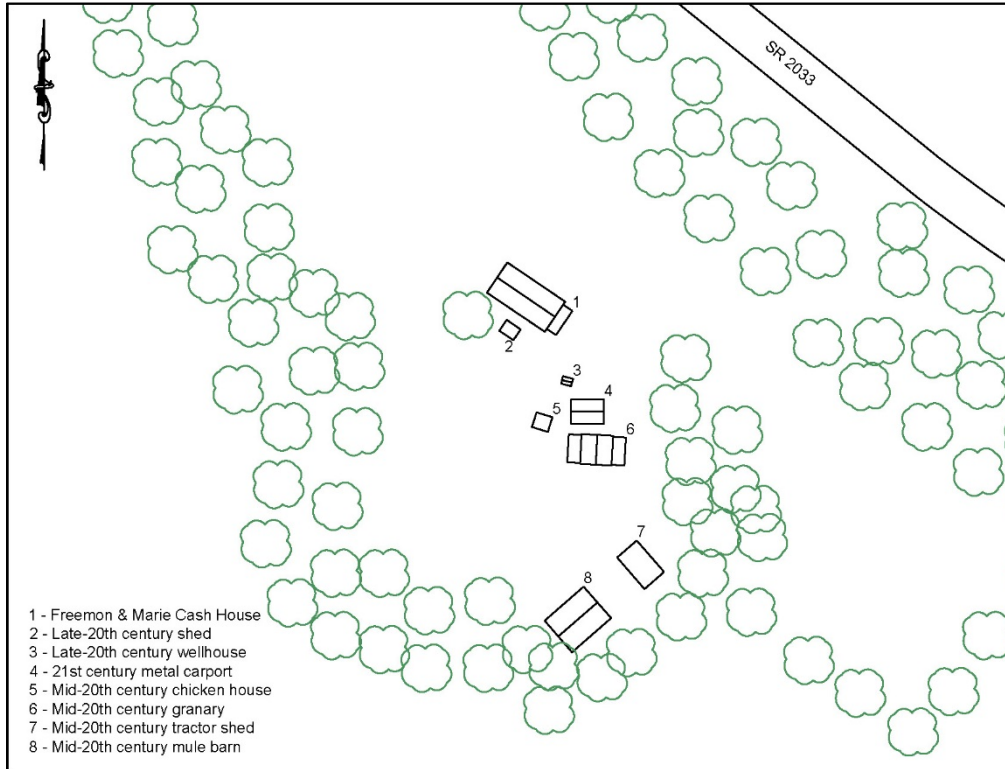 SR 2033
1
2
3
4
5
6
7
8
1 - Freemon & Marie Cash House
2 - Late-20th century shed
3 - Late-20th century wellhouse
4 - 21st century metal carport
5 - Mid-20th century chicken house
6 - Mid-20th century granary
7 - Mid-20th century tractor shed
8 - Mid-20th century mule barn